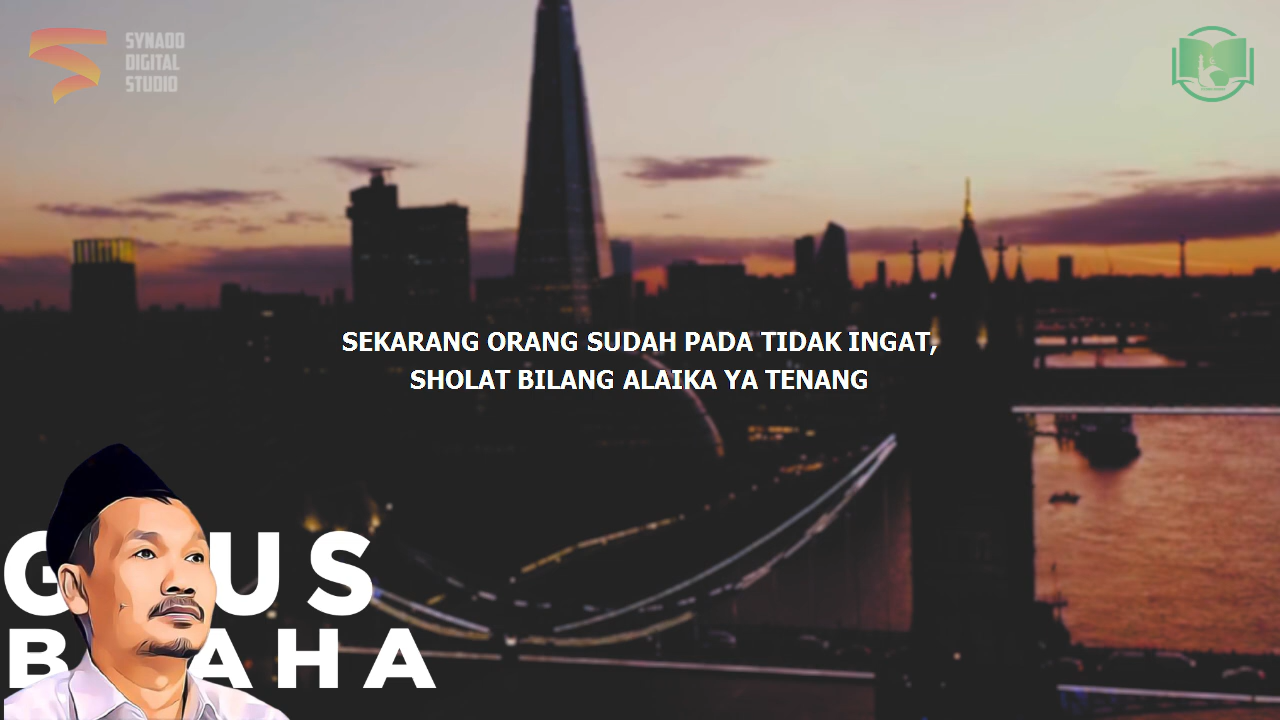 SYNADO
DIGITAL
STUDIO
SEKARANG ORANG SUDAH PADA TIDAK INGAT,
SHOLAT BILANG ALAIKA YA TENANG
GUS
BAHA